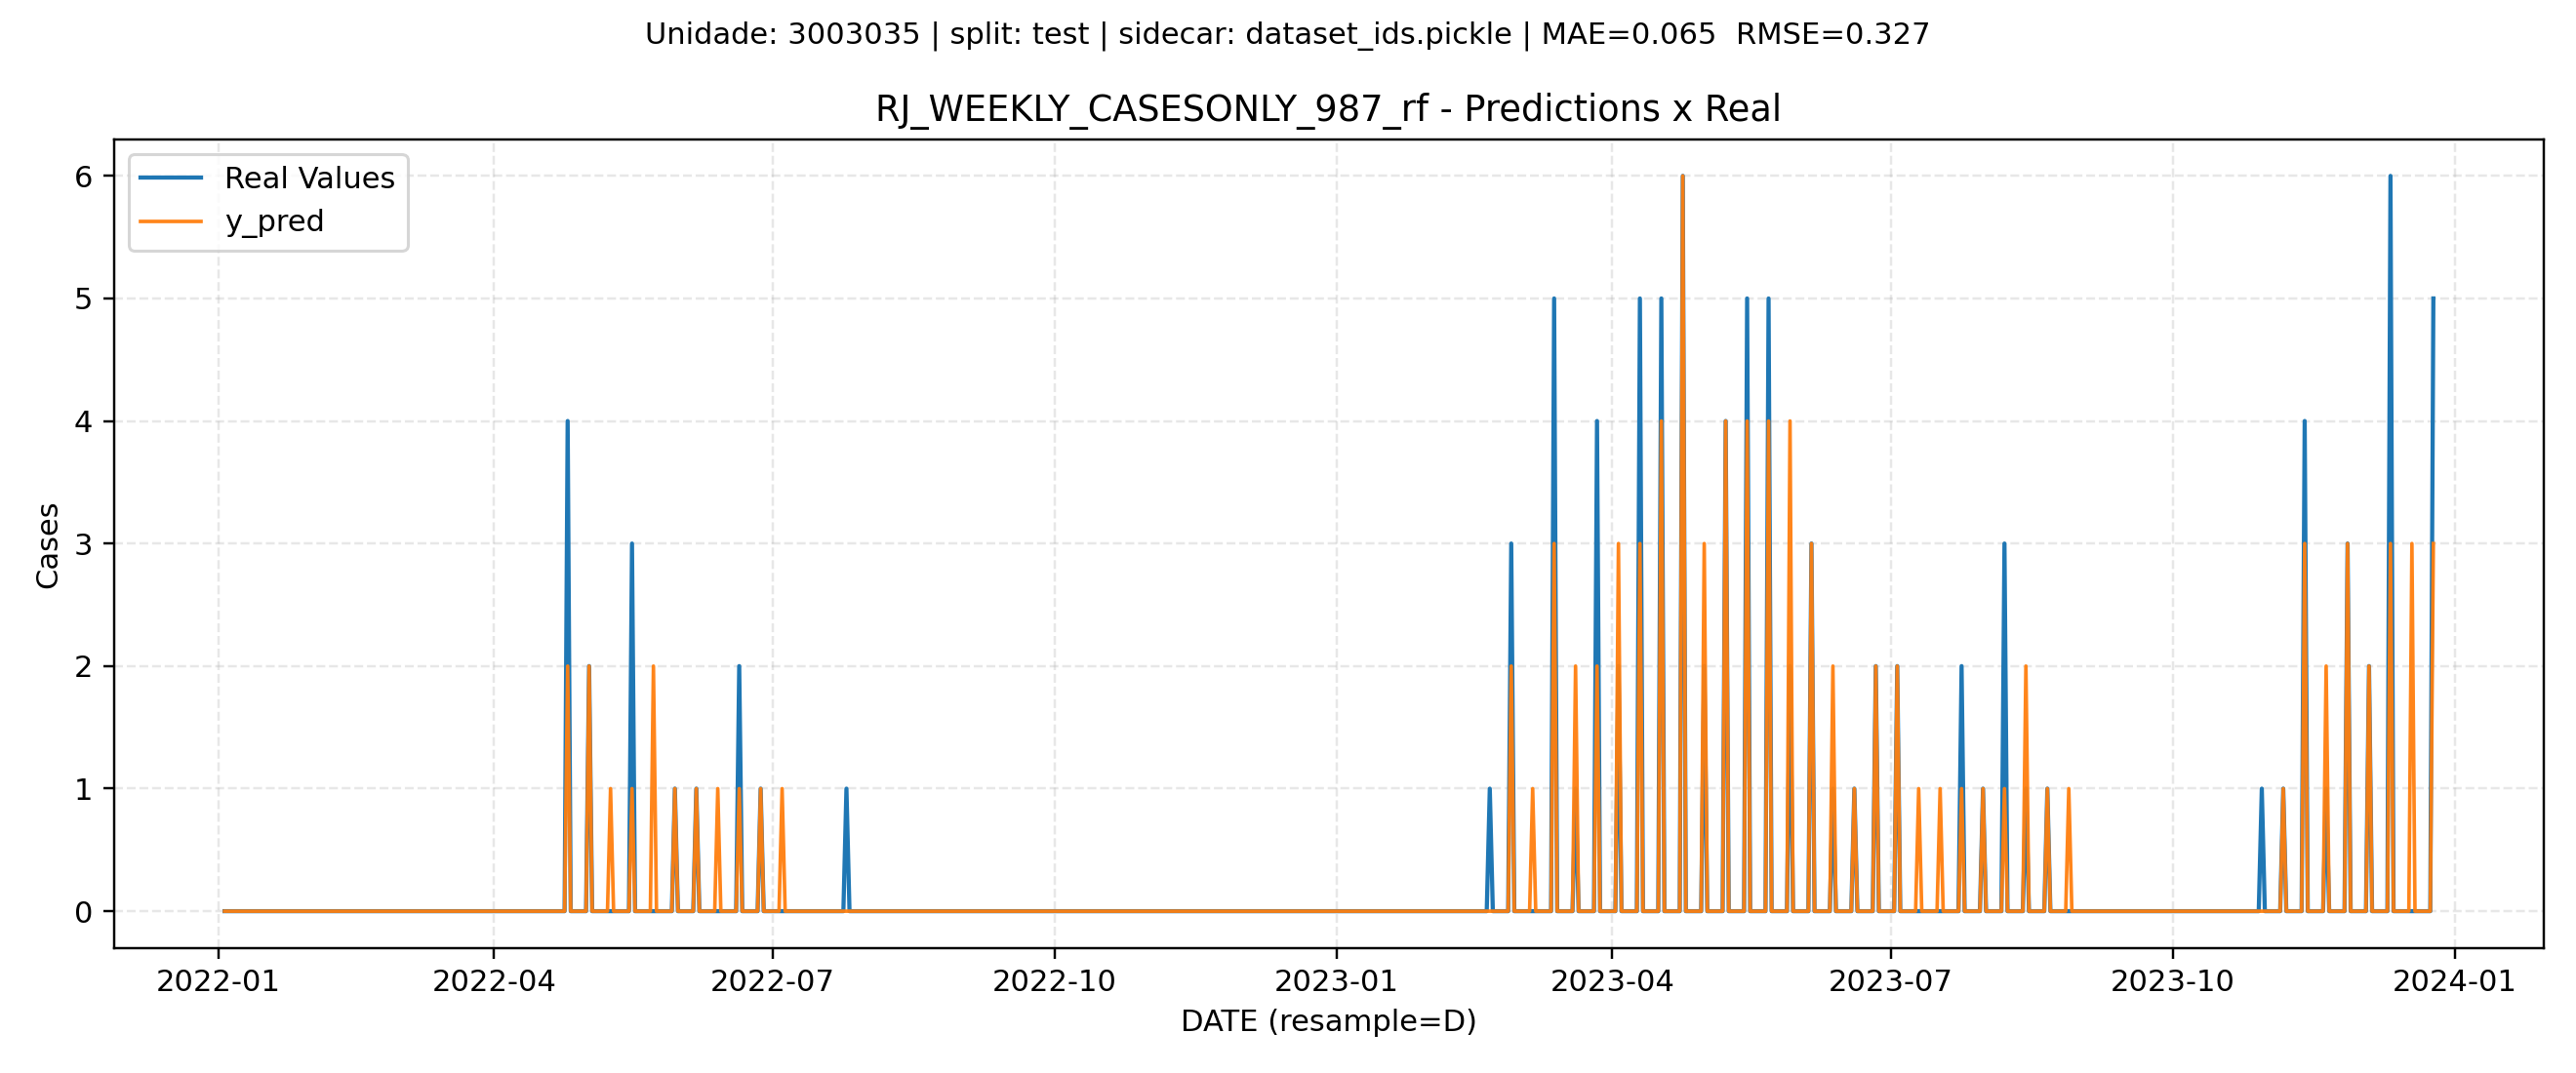 Unidade: 3003035 | split: test | sidecar: dataset_ids.pickle | MAE=0.065  RMSE=0.327
RJ_WEEKLY_CASESONLY_987_rf - Predictions x Real
Real Values
y_pred
6
5
4
3
2
1
0
Cases
2022-01
2022-04
2022-07
2022-10
2023-01
2023-04
2023-07
2023-10
2024-01
DATE (resample=D)